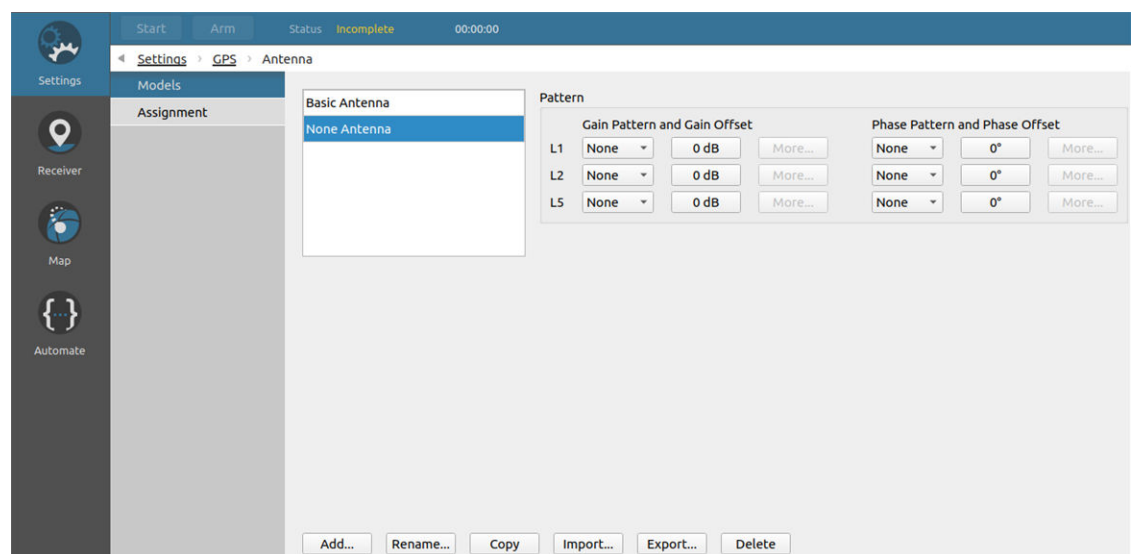 Start Arm Status Incomplete 00:00:00
Settings > GPS > Antenna
Settings
Receiver
Map
Automate
Models
Assignment
Basic Antenna
None Antenna
Pattern
Gain Pattern and Gain Offset Phase Pattern and Phase Offset
L1 None 0 dB More... None 0° More...
L2 None 0 dB More... None 0° More...
L5 None 0 dB More... None 0° More...
Add... Rename... Copy Import... Export... Delete